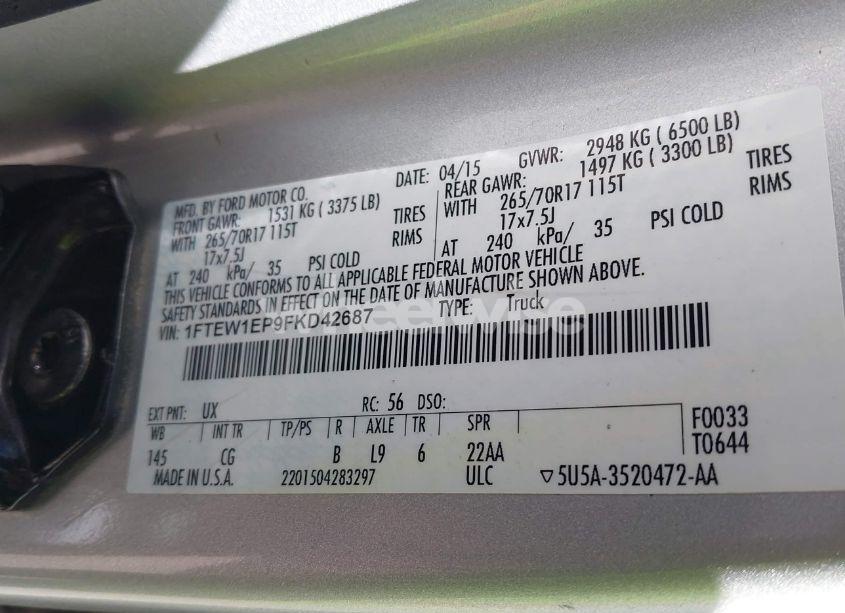 MFD. BY FORD MOTOR CO.
DATE: 04/15
GVWR: 2948 KG ( 6500 LB)
FRONT GAWR: 1531 KG ( 3375 LB)
REAR GAWR: 1497 KG ( 3300 LB)
WITH 265/70R17 115T TIRES
WITH 265/70R17 115T TIRES
17x7.5J RIMS
17x7.5J RIMS
AT 240 kPa/ 35 PSI COLD
AT 240 kPa/ 35 PSI COLD
THIS VEHICLE CONFORMS TO ALL APPLICABLE FEDERAL MOTOR VEHICLE
SAFETY STANDARDS IN EFFECT ON THE DATE OF MANUFACTURE SHOWN ABOVE.
VIN: 1FTEW1EP9FKD42687
TYPE: Truck
EXT PNT: UX RC: 56 DSO:
WB INT TR TP/PS R AXLE TR SPR
145 CG B L9 6 22AA
F0033
T0644
MADE IN U.S.A. 2201504283297 ULC ▽5U5A-3520472-AA